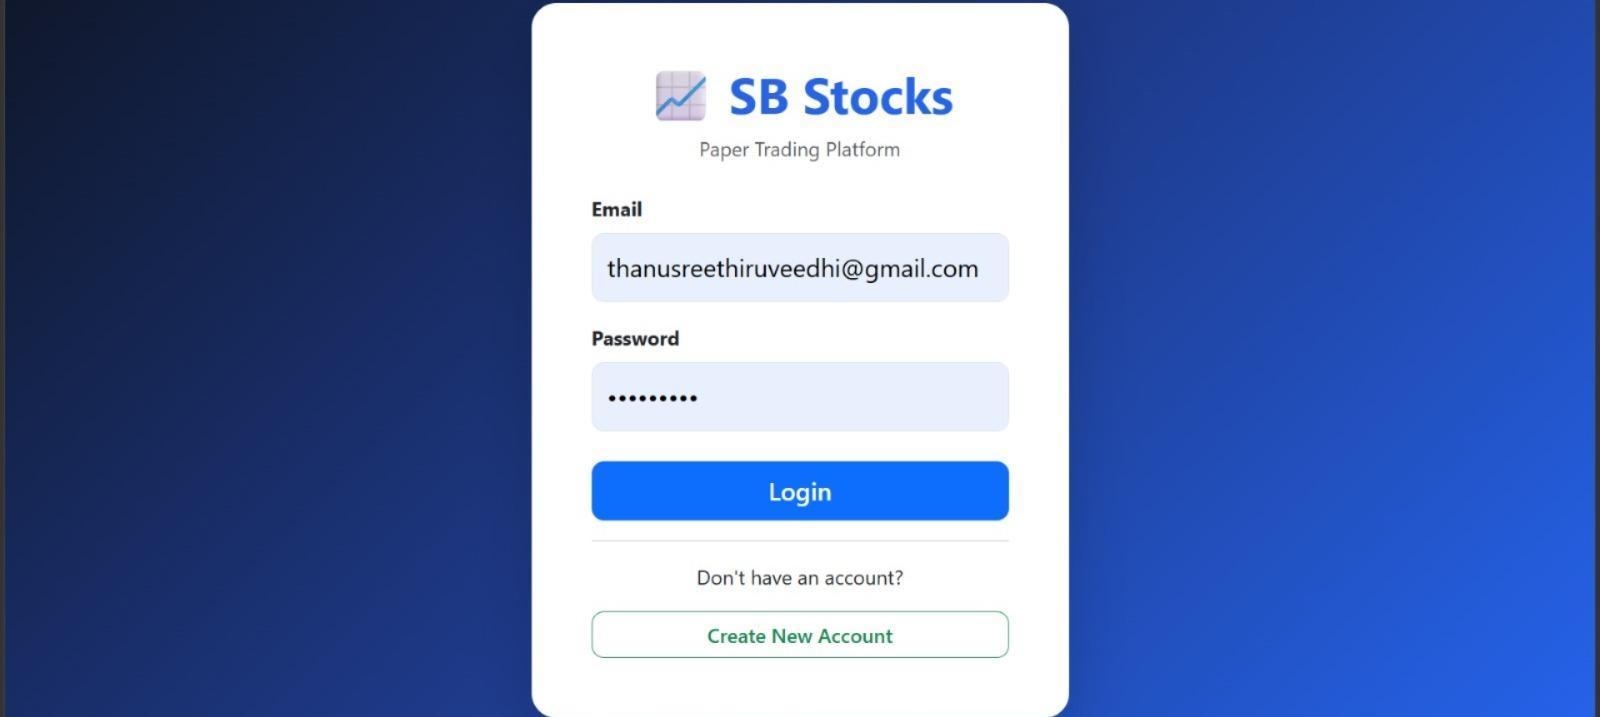 SB Stocks
Paper Trading Platform
Email
thanusreethiruveedhi@gmail.com
Password
•••••••••
Login
Don't have an account?
Create New Account